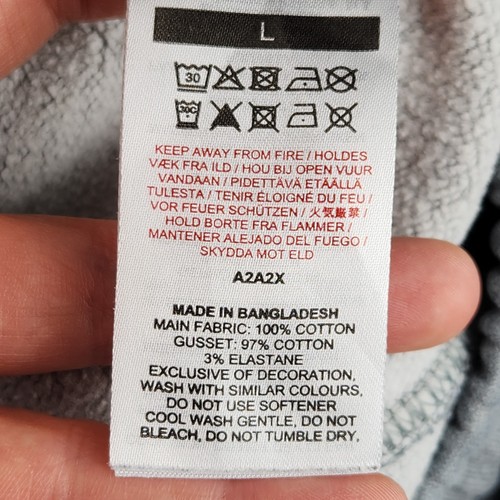 L
30
30C
KEEP AWAY FROM FIRE / HOLDES
VÆK FRA ILD / HOU BIJ OPEN VUUR
VANDAAN / PIDETTÄVÄ ETÄÄLLÄ
TULESTA / TENIR ÉLOIGNÉ DU FEU /
VOR FEUER SCHÜTZEN / 火気厳禁 /
HOLD BORTE FRA FLAMMER /
MANTENER ALEJADO DEL FUEGO /
SKYDDA MOT ELD
A2A2X
MADE IN BANGLADESH
MAIN FABRIC: 100% COTTON
GUSSET: 97% COTTON
3% ELASTANE
EXCLUSIVE OF DECORATION,
WASH WITH SIMILAR COLOURS,
DO NOT USE SOFTENER
COOL WASH GENTLE, DO NOT
BLEACH, DO NOT TUMBLE DRY,